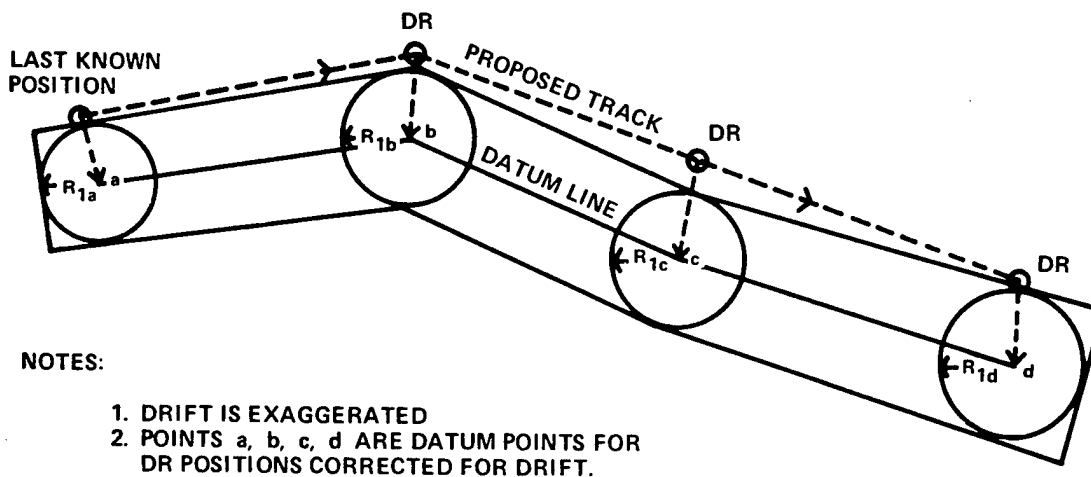 DR
LAST KNOWN
POSITION
PROPOSED TRACK
DR
R1a
a
R1b
b
DATUM LINE
R1c
c
DR
R1d
d
NOTES:
1. DRIFT IS EXAGGERATED
2. POINTS a, b, c, d ARE DATUM POINTS FOR
DR POSITIONS CORRECTED FOR DRIFT.